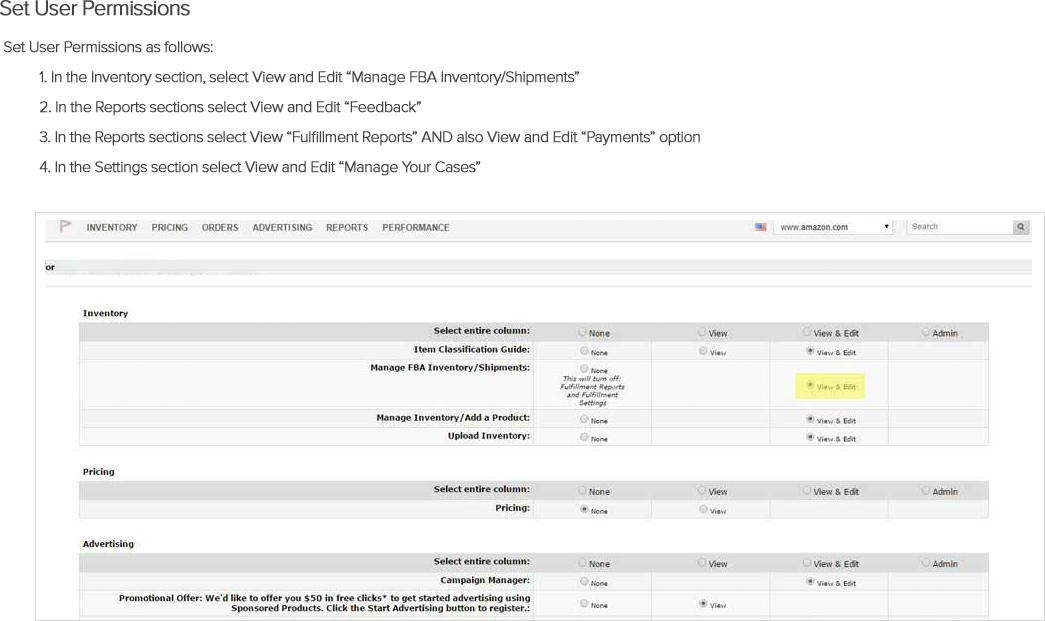 Set User Permissions
Set User Permissions as follows:
1. In the Inventory section, select View and Edit “Manage FBA Inventory/Shipments”
2. In the Reports sections select View and Edit “Feedback”
3. In the Reports sections select View “Fulfillment Reports” AND also View and Edit “Payments” option
4. In the Settings section select View and Edit “Manage Your Cases”
INVENTORY PRICING ORDERS ADVERTISING REPORTS PERFORMANCE www.amazon.com Search
or
Inventory
Select entire column: None View View & Edit Admin
Item Classification Guide: None View View & Edit
Manage FBA Inventory/Shipments: None
This will turn off:
Fulfillment Reports
and Fulfillment
Settings
View & Edit
Manage Inventory/Add a Product: None View & Edit
Upload Inventory: None View & Edit
Pricing
Select entire column: None View View & Edit Admin
Pricing: None View
Advertising
Select entire column: None View View & Edit Admin
Campaign Manager: None View & Edit
Promotional Offer: We'd like to offer you $50 in free clicks* to get started advertising using
Sponsored Products. Click the Start Advertising button to register.: None View